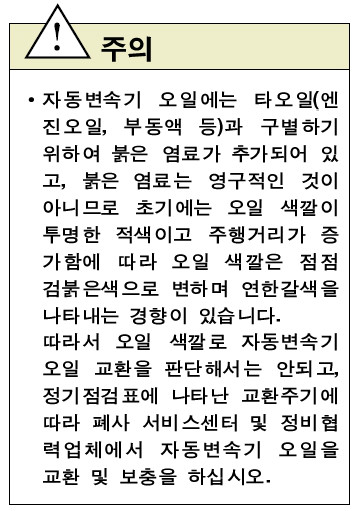 주의
• 자동변속기 오일에는 타오일(엔
진오일, 부동액 등)과 구별하기
위하여 붉은 염료가 추가되어 있
고, 붉은 염료는 영구적인 것이
아니므로 초기에는 오일 색깔이
투명한 적색이고 주행거리가 증
가함에 따라 오일 색깔은 점점
검붉은색으로 변하며 연한갈색을
나타내는 경향이 있습니다.
따라서 오일 색깔로 자동변속기
오일 교환을 판단해서는 안되고,
정기점검표에 나타난 교환주기에
따라 폐사 서비스센터 및 정비협
력업체에서 자동변속기 오일을
교환 및 보충을 하십시오.